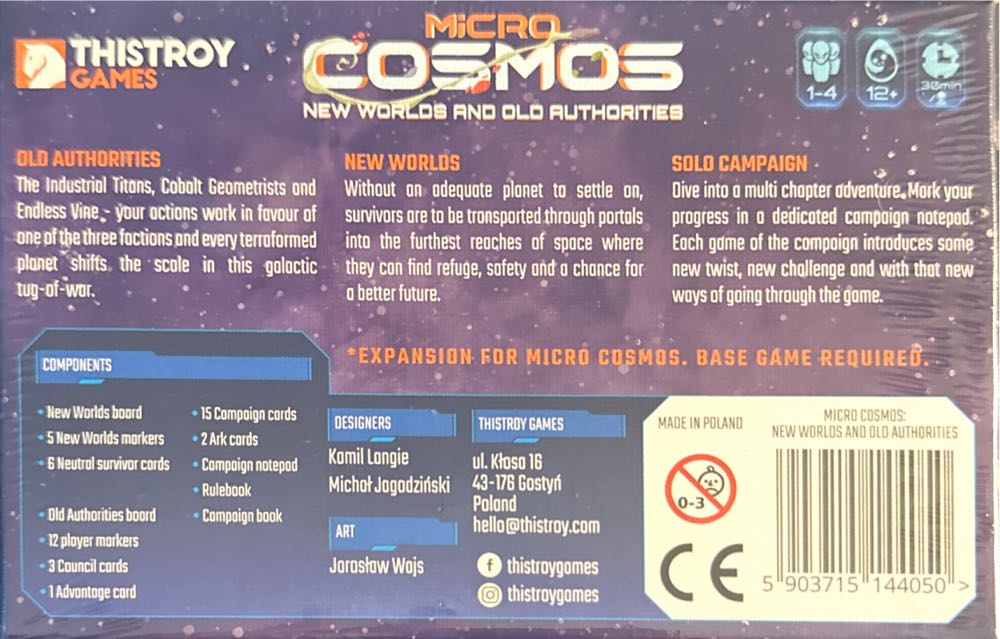 THISTROY
GAMES
MICRO
COSMOS
NEW WORLDS AND OLD AUTHORITIES
1-4
12+
30min
OLD AUTHORITIES
The Industrial Titans, Cobalt Geometrists and
Endless Vine - your actions work in favour of
one of the three factions and every terraformed
planet shifts the scale in this galactic
tug-of-war.
NEW WORLDS
Without an adequate planet to settle on,
survivors are to be transported through portals
into the furthest reaches of space where
they can find refuge, safety and a chance for
a better future.
SOLO CAMPAIGN
Dive into a multi chapter adventure. Mark your
progress in a dedicated campaign notepad.
Each game of the campaign introduces some
new twist, new challenge and with that new
ways of going through the game.
*EXPANSION FOR MICRO COSMOS. BASE GAME REQUIRED.
COMPONENTS
• New Worlds board
• 5 New Worlds markers
• 6 Neutral survivor cards
• Old Authorities board
• 12 player markers
• 3 Council cards
• 1 Advantage card
• 15 Campaign cards
• 2 Ark cards
• Campaign notepad
• Rulebook
• Campaign book
DESIGNERS
Kamil Langie
Michał Jagodziński
ART
Jarosław Wajs
THISTROY GAMES
ul. Kłosa 16
43-176 Gostyń
Poland
hello@thistroy.com
thistroygames
thistroygames
MADE IN POLAND
0-3
CE
MICRO COSMOS:
NEW WORLDS AND OLD AUTHORITIES
5 903715 144050 >